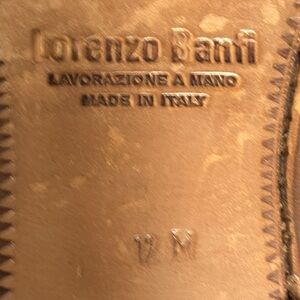 Lorenzo Banfi
LAVORAZIONE A MANO
MADE IN ITALY
12 M